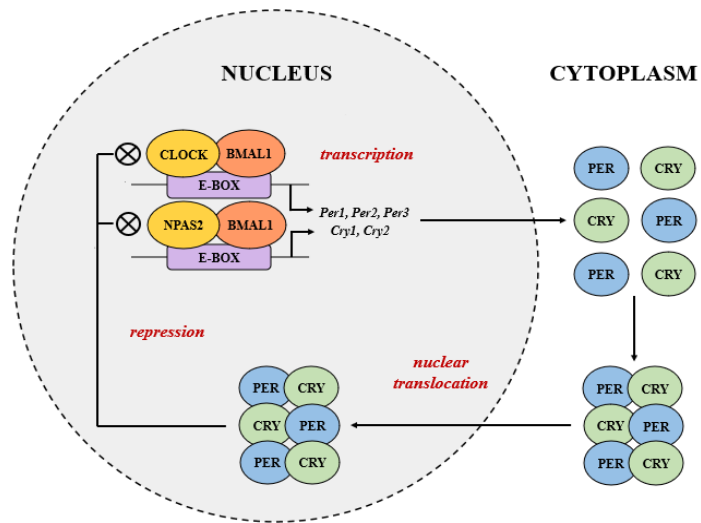 NUCLEUS
CYTOPLASM
CLOCK BMAL1
E-BOX
transcription
NPAS2 BMAL1
E-BOX
Per1, Per2, Per3
Cry1, Cry2
PER CRY
CRY PER
PER CRY
repression
nuclear
translocation
PER CRY
CRY PER
PER CRY
PER CRY
CRY PER
PER CRY